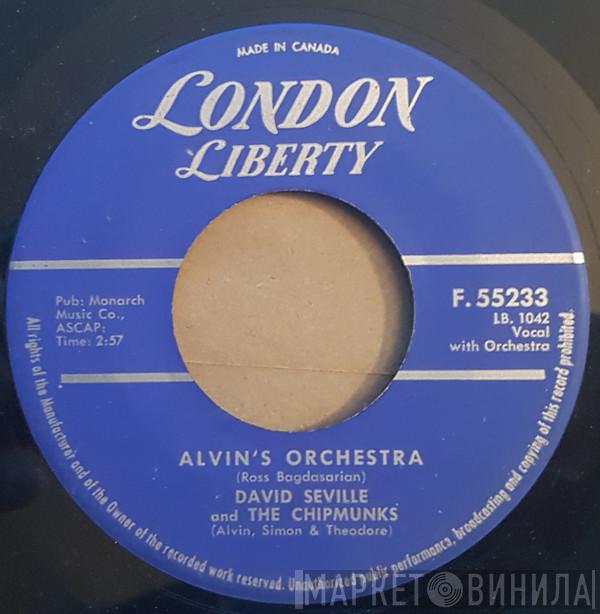 MADE IN CANADA
LONDON
LIBERTY
Pub: Monarch
Music Co.,
ASCAP:
Time: 2:57
F. 55233
LB. 1042
Vocal
with Orchestra
ALVIN'S ORCHESTRA
(Ross Bagdasarian)
DAVID SEVILLE
and THE CHIPMUNKS
(Alvin, Simon & Theodore)
All rights of the Manufacturer and of the Owner of the recorded work reserved. Unauthorized public performance, broadcasting and copying of this record prohibited.
МАРКЕТ ВИНИЛА